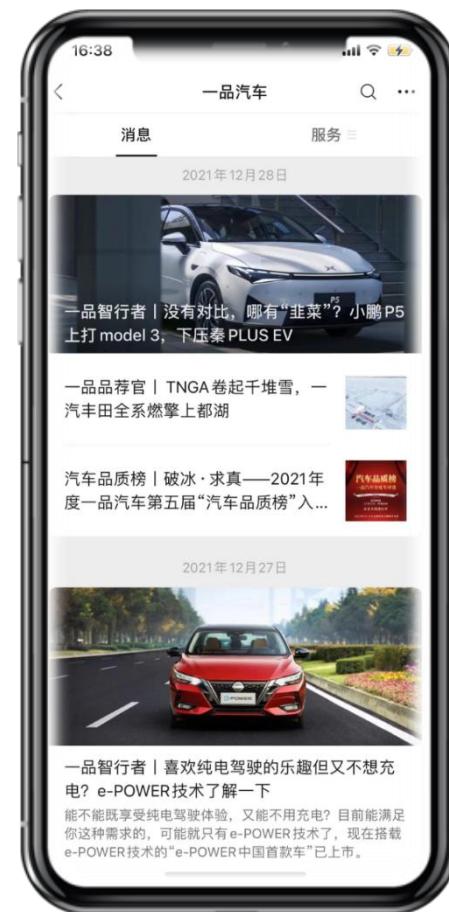 16:38
一品汽车
消息
服务
2021年12月28日
P5
一品智行者丨没有对比，哪有“韭菜”？小鹏P5
上打model 3，下压秦PLUS EV
一品品荐官丨 TNGA卷起千堆雪，一
汽丰田全系燃擎上都湖
汽车品质榜丨破冰·求真——2021年
度一品汽车第五届“汽车品质榜”入...
汽车品质榜
2021年12月27日
e-POWER
一品智行者丨喜欢纯电驾驶的乐趣但又不想充
电？e-POWER技术了解一下
能不能既享受纯电驾驶体验，又能不用充电？目前能满足
你这种需求的，可能就只有e-POWER技术了，现在搭载
e-POWER技术的“e-POWER中国首款车”已上市。